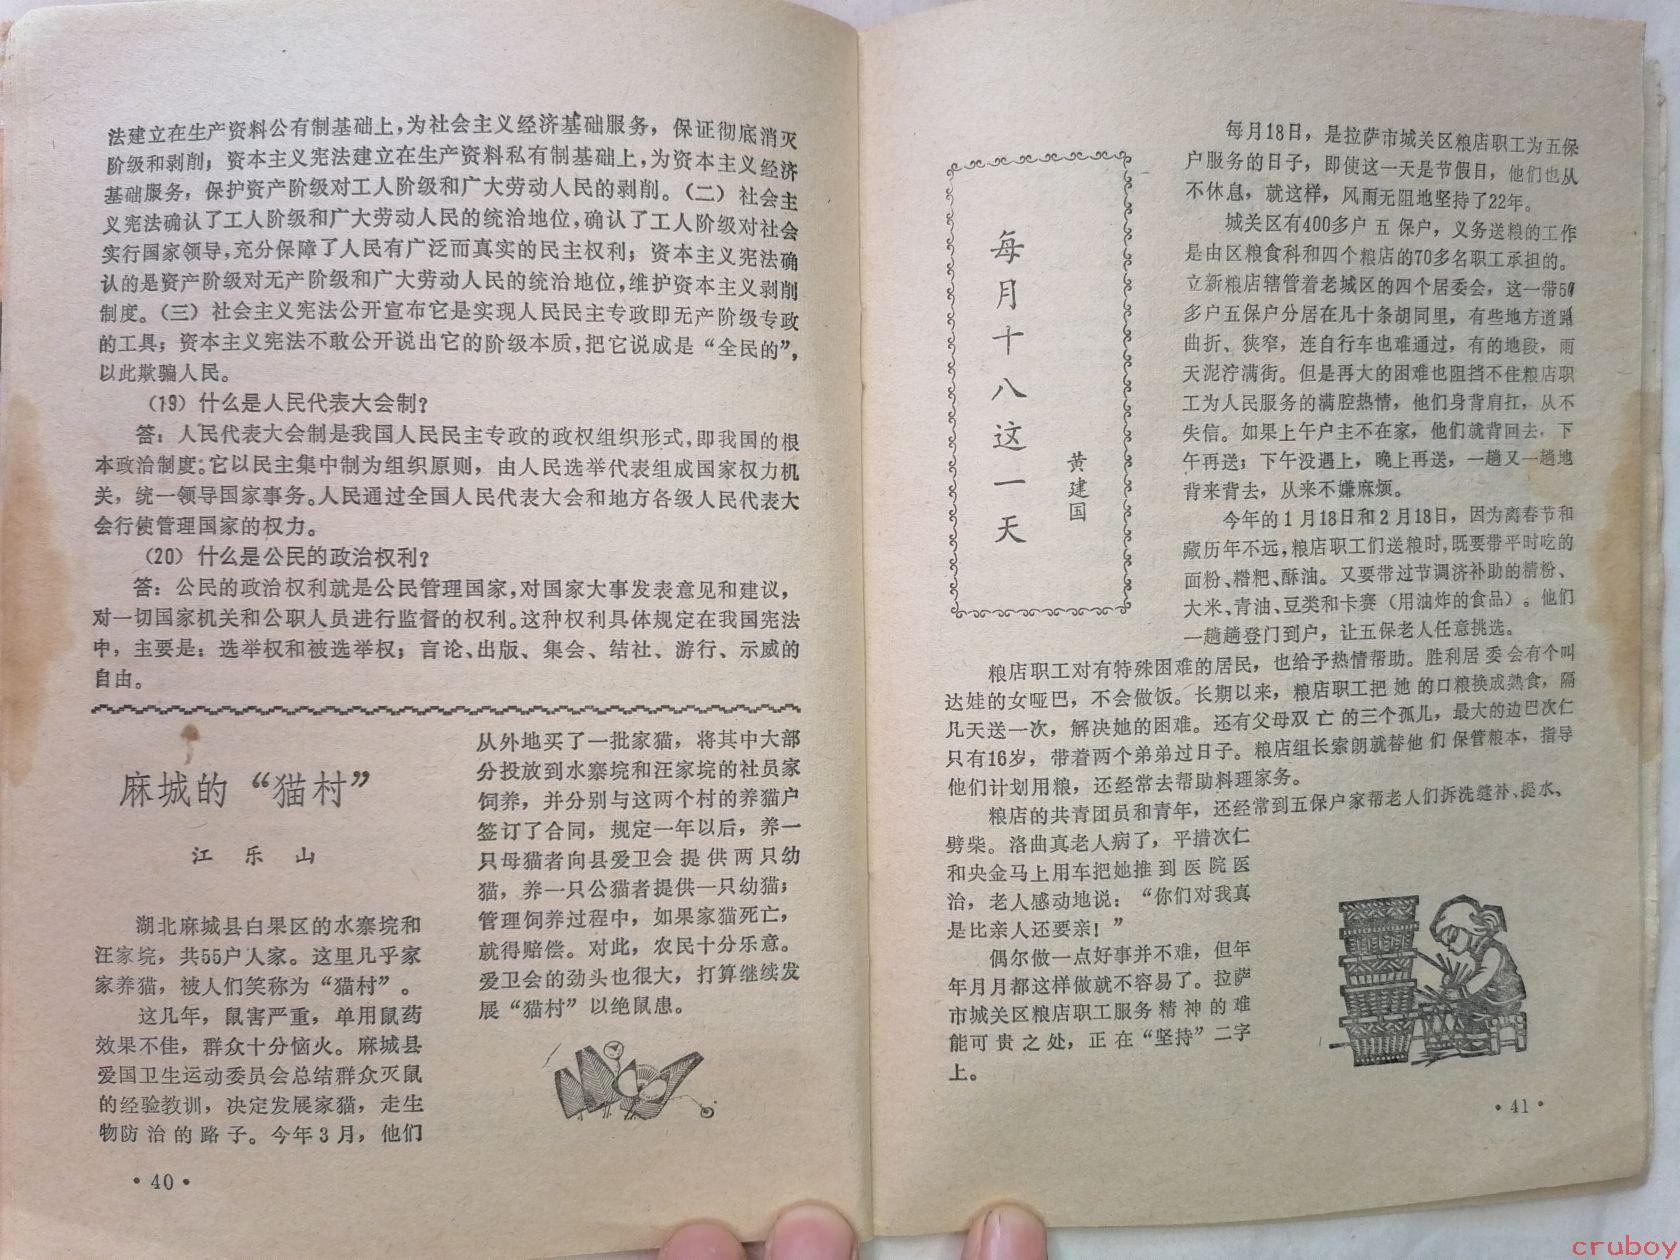 法建立在生产资料公有制基础上，为社会主义经济基础服务，保证彻底消灭
阶级和剥削；资本主义宪法建立在生产资料私有制基础上，为资本主义经济
基础服务，保护资产阶级对工人阶级和广大劳动人民的剥削。（二）社会主
义宪法确认了工人阶级和广大劳动人民的统治地位，确认了工人阶级对社会
实行国家领导，充分保障了人民有广泛而真实的民主权利；资本主义宪法确
认的是资产阶级对无产阶级和广大劳动人民的统治地位，维护资本主义剥削
制度。（三）社会主义宪法公开宣布它是实现人民民主专政即无产阶级专政
的工具；资本主义宪法不敢公开说出它的阶级本质，把它说成是“全民的”，
以此欺骗人民。
（19）什么是人民代表大会制？
答：人民代表大会制是我国人民民主专政的政权组织形式，即我国的根
本政治制度。它以民主集中制为组织原则，由人民选举代表组成国家权力机
关，统一领导国家事务。人民通过全国人民代表大会和地方各级人民代表大
会行使管理国家的权力。
（20）什么是公民的政治权利？
答：公民的政治权利就是公民管理国家，对国家大事发表意见和建议，
对一切国家机关和公职人员进行监督的权利。这种权利具体规定在我国宪法
中，主要是：选举权和被选举权；言论、出版、集会、结社、游行、示威的
自由。
麻城的“猫村”
江乐山
湖北麻城县白果区的水寨垸和
汪家垸，共55户人家。这里几乎家
家养猫，被人们笑称为“猫村”。
这几年，鼠害严重，单用鼠药
效果不佳，群众十分恼火。麻城县
爱国卫生运动委员会总结群众灭鼠
的经验教训，决定发展家猫，走生
物防治的路子。今年3月，他们
从外地买了一批家猫，将其中大部
分投放到水寨垸和汪家垸的社员家
饲养，并分别与这两个村的养猫户
签订了合同，规定一年以后，养一
只母猫者向县爱卫会提供两只幼
猫，养一只公猫者提供一只幼猫；
管理饲养过程中，如果家猫死亡，
就得赔偿。对此，农民十分乐意。
爱卫会的劲头也很大，打算继续发
展“猫村”以绝鼠患。
·40·
每月十八这一天
黄建国
每月18日，是拉萨市城关区粮店职工为五保
户服务的日子，即使这一天是节假日，他们也从
不休息，就这样，风雨无阻地坚持了22年。
城关区有400多户五保户，义务送粮的工作
是由区粮食科和四个粮店的70多名职工承担的。
立新粮店辖管着老城区的四个居委会，这一带50
多户五保户分居在几十条胡同里，有些地方道路
曲折、狭窄，连自行车也难通过，有的地段，雨
天泥泞满街。但是再大的困难也阻挡不住粮店职
工为人民服务的满腔热情，他们身背肩扛，从不
失信。如果上午户主不在家，他们就背回去，下
午再送；下午没遇上，晚上再送，一趟又一趟地
背来背去，从来不嫌麻烦。
今年的1月18日和2月18日，因为离春节和
藏历年不远，粮店职工们送粮时，既要带平时吃的
面粉、糌粑、酥油。又要带过节调济补助的精粉、
大米、青油、豆类和卡赛（用油炸的食品）。他们
一趟趟登门到户，让五保老人任意挑选。
粮店职工对有特殊困难的居民，也给予热情帮助。胜利居委会有个叫
达娃的女哑巴，不会做饭。长期以来，粮店职工把她的口粮换成熟食，隔
几天送一次，解决她的困难。还有父母双亡的三个孤儿，最大的边巴次仁
只有16岁，带着两个弟弟过日子。粮店组长索朗就替他们保管粮本，指导
他们计划用粮，还经常去帮助料理家务。
粮店的共青团员和青年，还经常到五保户家帮老人们拆洗缝补、提水、
劈柴。洛曲真老人病了，平措次仁
和央金马上用车把她推到医院医
治，老人感动地说：“你们对我真
是比亲人还要亲！”
偶尔做一点好事并不难，但年
年月月都这样做就不容易了。拉萨
市城关区粮店职工服务精神的难
能可贵之处，正在“坚持”二字
上。
·41·
cruboy